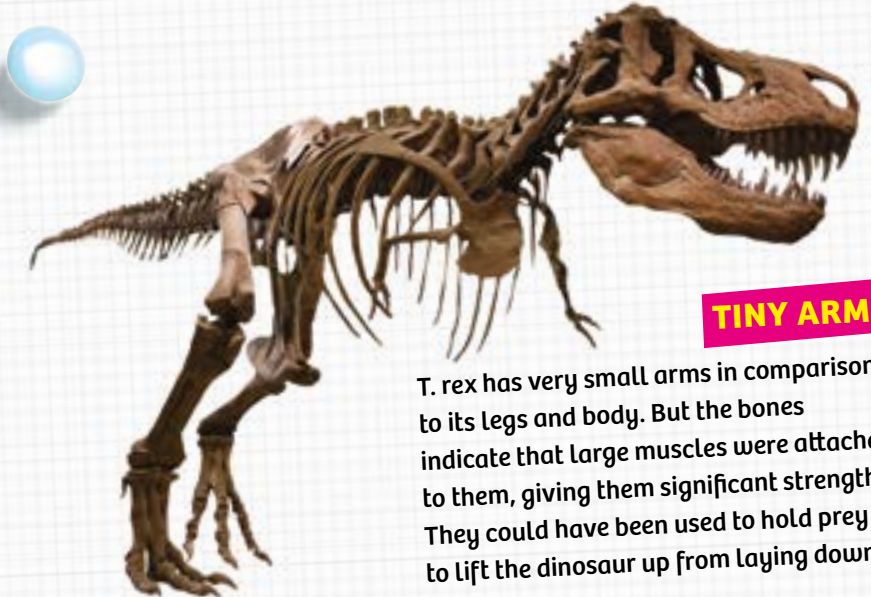 TINY ARM
T. rex has very small arms in comparison
to its legs and body. But the bones
indicate that large muscles were attache
to them, giving them significant strength
They could have been used to hold prey
to lift the dinosaur up from laying down